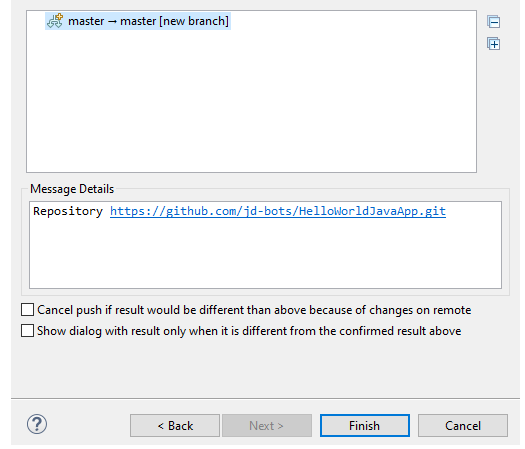 master → master [new branch]
Message Details
Repository https://github.com/jd-bots/HelloWorldJavaApp.git
Cancel push if result would be different than above because of changes on remote
Show dialog with result only when it is different from the confirmed result above
? < Back Next > Finish Cancel